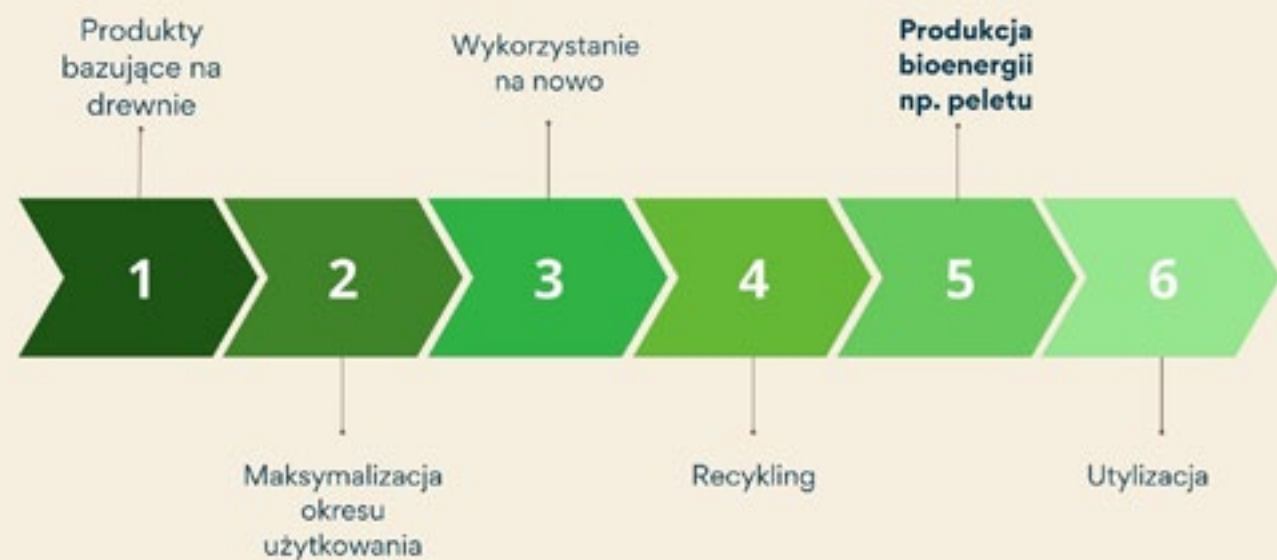 Produkty
bazujące na
drewnie
Wykorzystanie
na nowo
Produkcja
bioenergii
np. peletu
1
2
3
4
5
6
Maksymalizacja
okresu
użytkowania
Recykling
Utylizacja